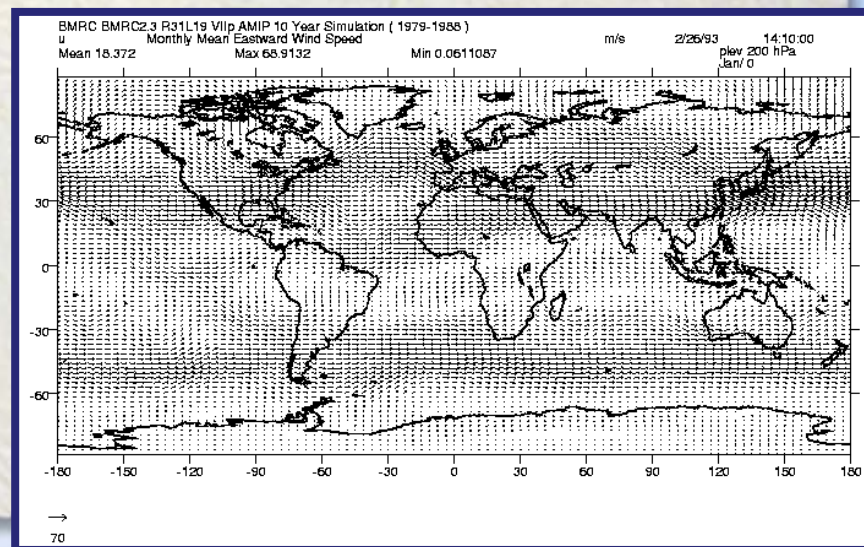 BMRC BMRC2.3 R31L19 VIIp AMIP 10 Year Simulation ( 1979-1988 )
u Monthly Mean Eastward Wind Speed m/s 2/26/93 14:10:00
Mean 18.372 Max 68.9132 Min 0.0611087 plev 200 hPa
Jan/ 0
60
30
0
-30
-60
-180 -150 -120 -90 -60 -30 0 30 60 90 120 150 180
70